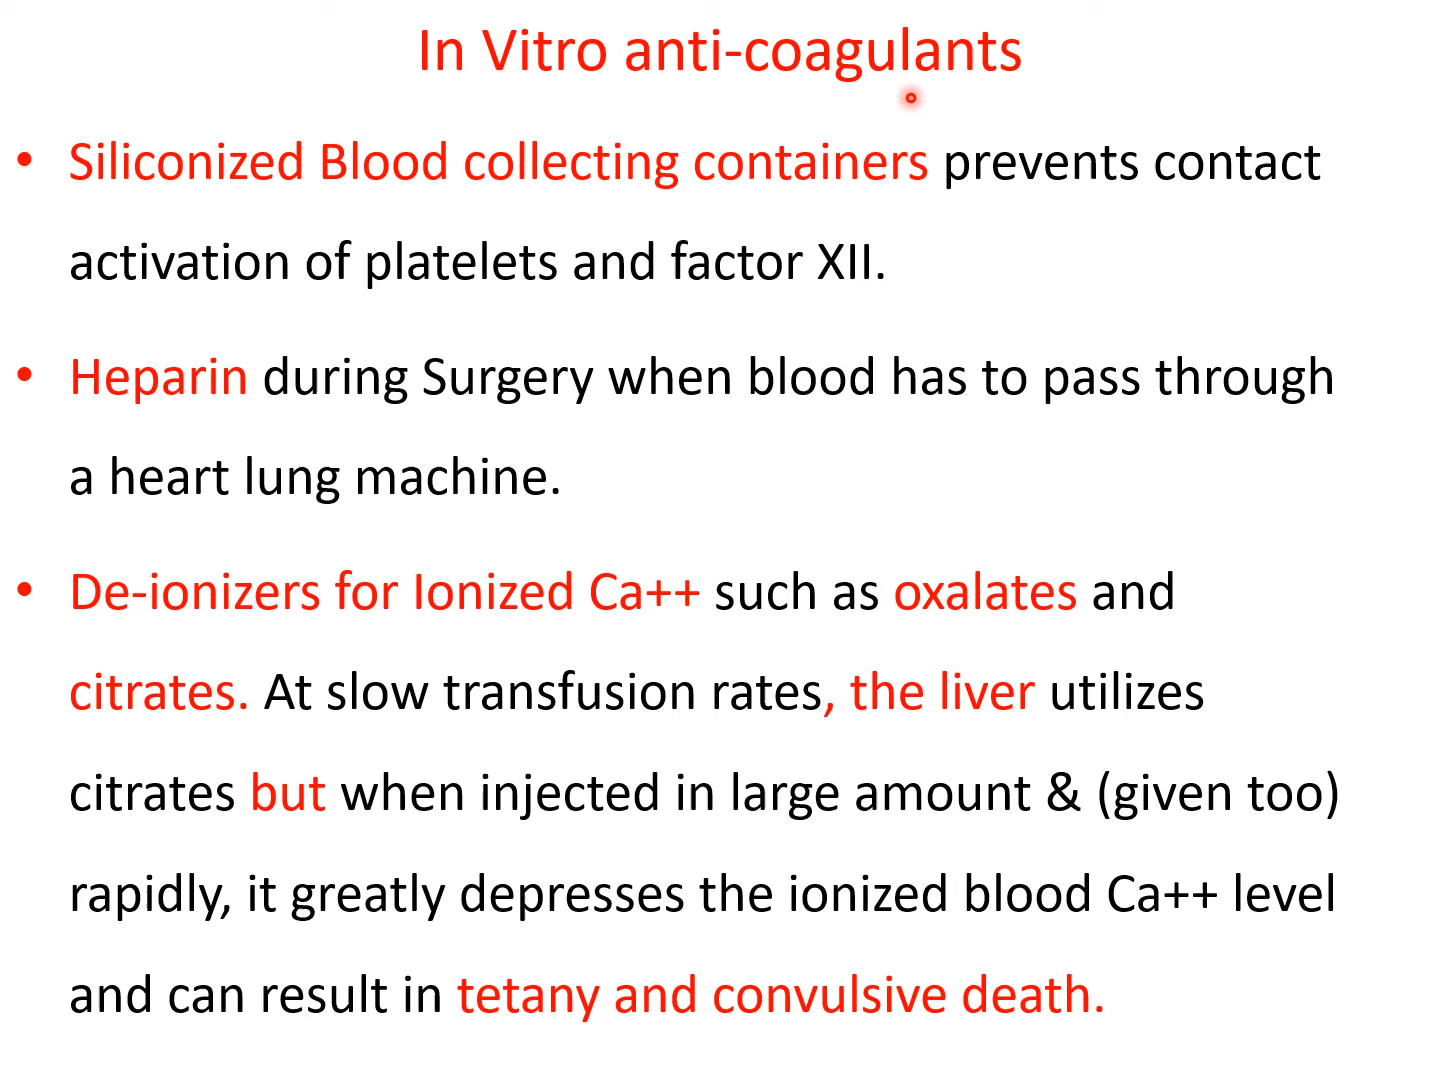 In Vitro anti-coagulants
• Siliconized Blood collecting containers prevents contact
activation of platelets and factor XII.
• Heparin during Surgery when blood has to pass through
a heart lung machine.
• De-ionizers for Ionized Ca++ such as oxalates and
citrates. At slow transfusion rates, the liver utilizes
citrates but when injected in large amount & (given too)
rapidly, it greatly depresses the ionized blood Ca++ level
and can result in tetany and convulsive death.